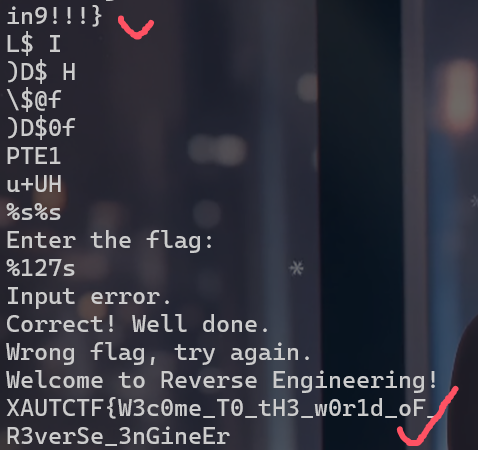 in9!!!}
L$ I
)D$ H
\$@f
)D$0f
PTE1
u+UH
%s%s
Enter the flag:
%127s
Input error.
Correct! Well done.
Wrong flag, try again.
Welcome to Reverse Engineering!
XAUTCTF{W3c0me_T0_tH3_w0r1d_oF_
R3verSe_3nGineEr